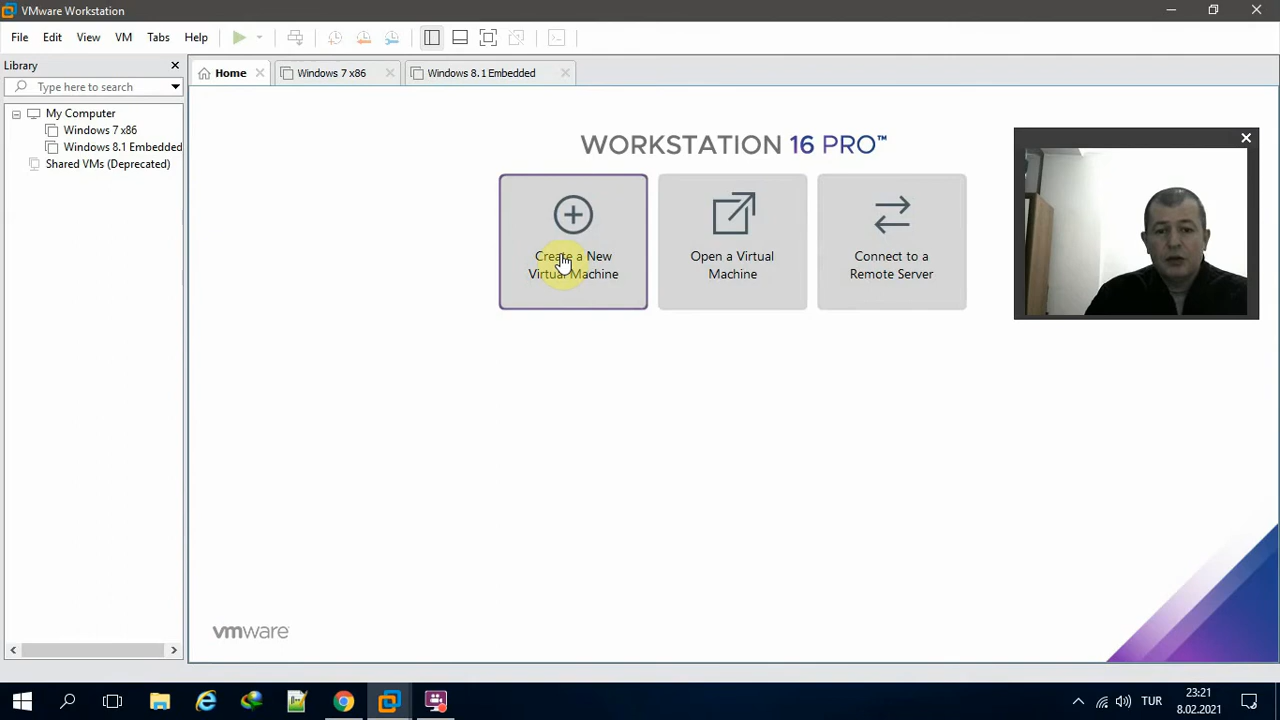 VMware Workstation
File Edit View VM Tabs Help
Library
Type here to search
My Computer
Windows 7 x86
Windows 8.1 Embedded
Shared VMs (Deprecated)
Home
Windows 7 x86
Windows 8.1 Embedded
WORKSTATION 16 PRO™
Create a New
Virtual Machine
Open a Virtual
Machine
Connect to a
Remote Server
vmware
TUR
23:21
8.02.2021